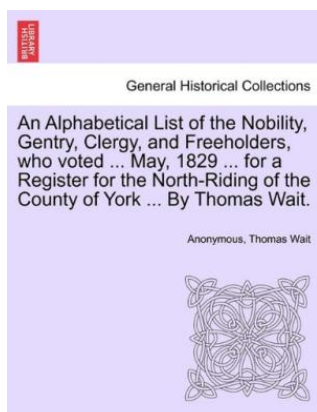 BRITISH
LIBRARY
General Historical Collections
An Alphabetical List of the Nobility,
Gentry, Clergy, and Freeholders,
who voted ... May, 1829 ... for a
Register for the North-Riding of the
County of York ... By Thomas Wait.
Anonymous, Thomas Wait